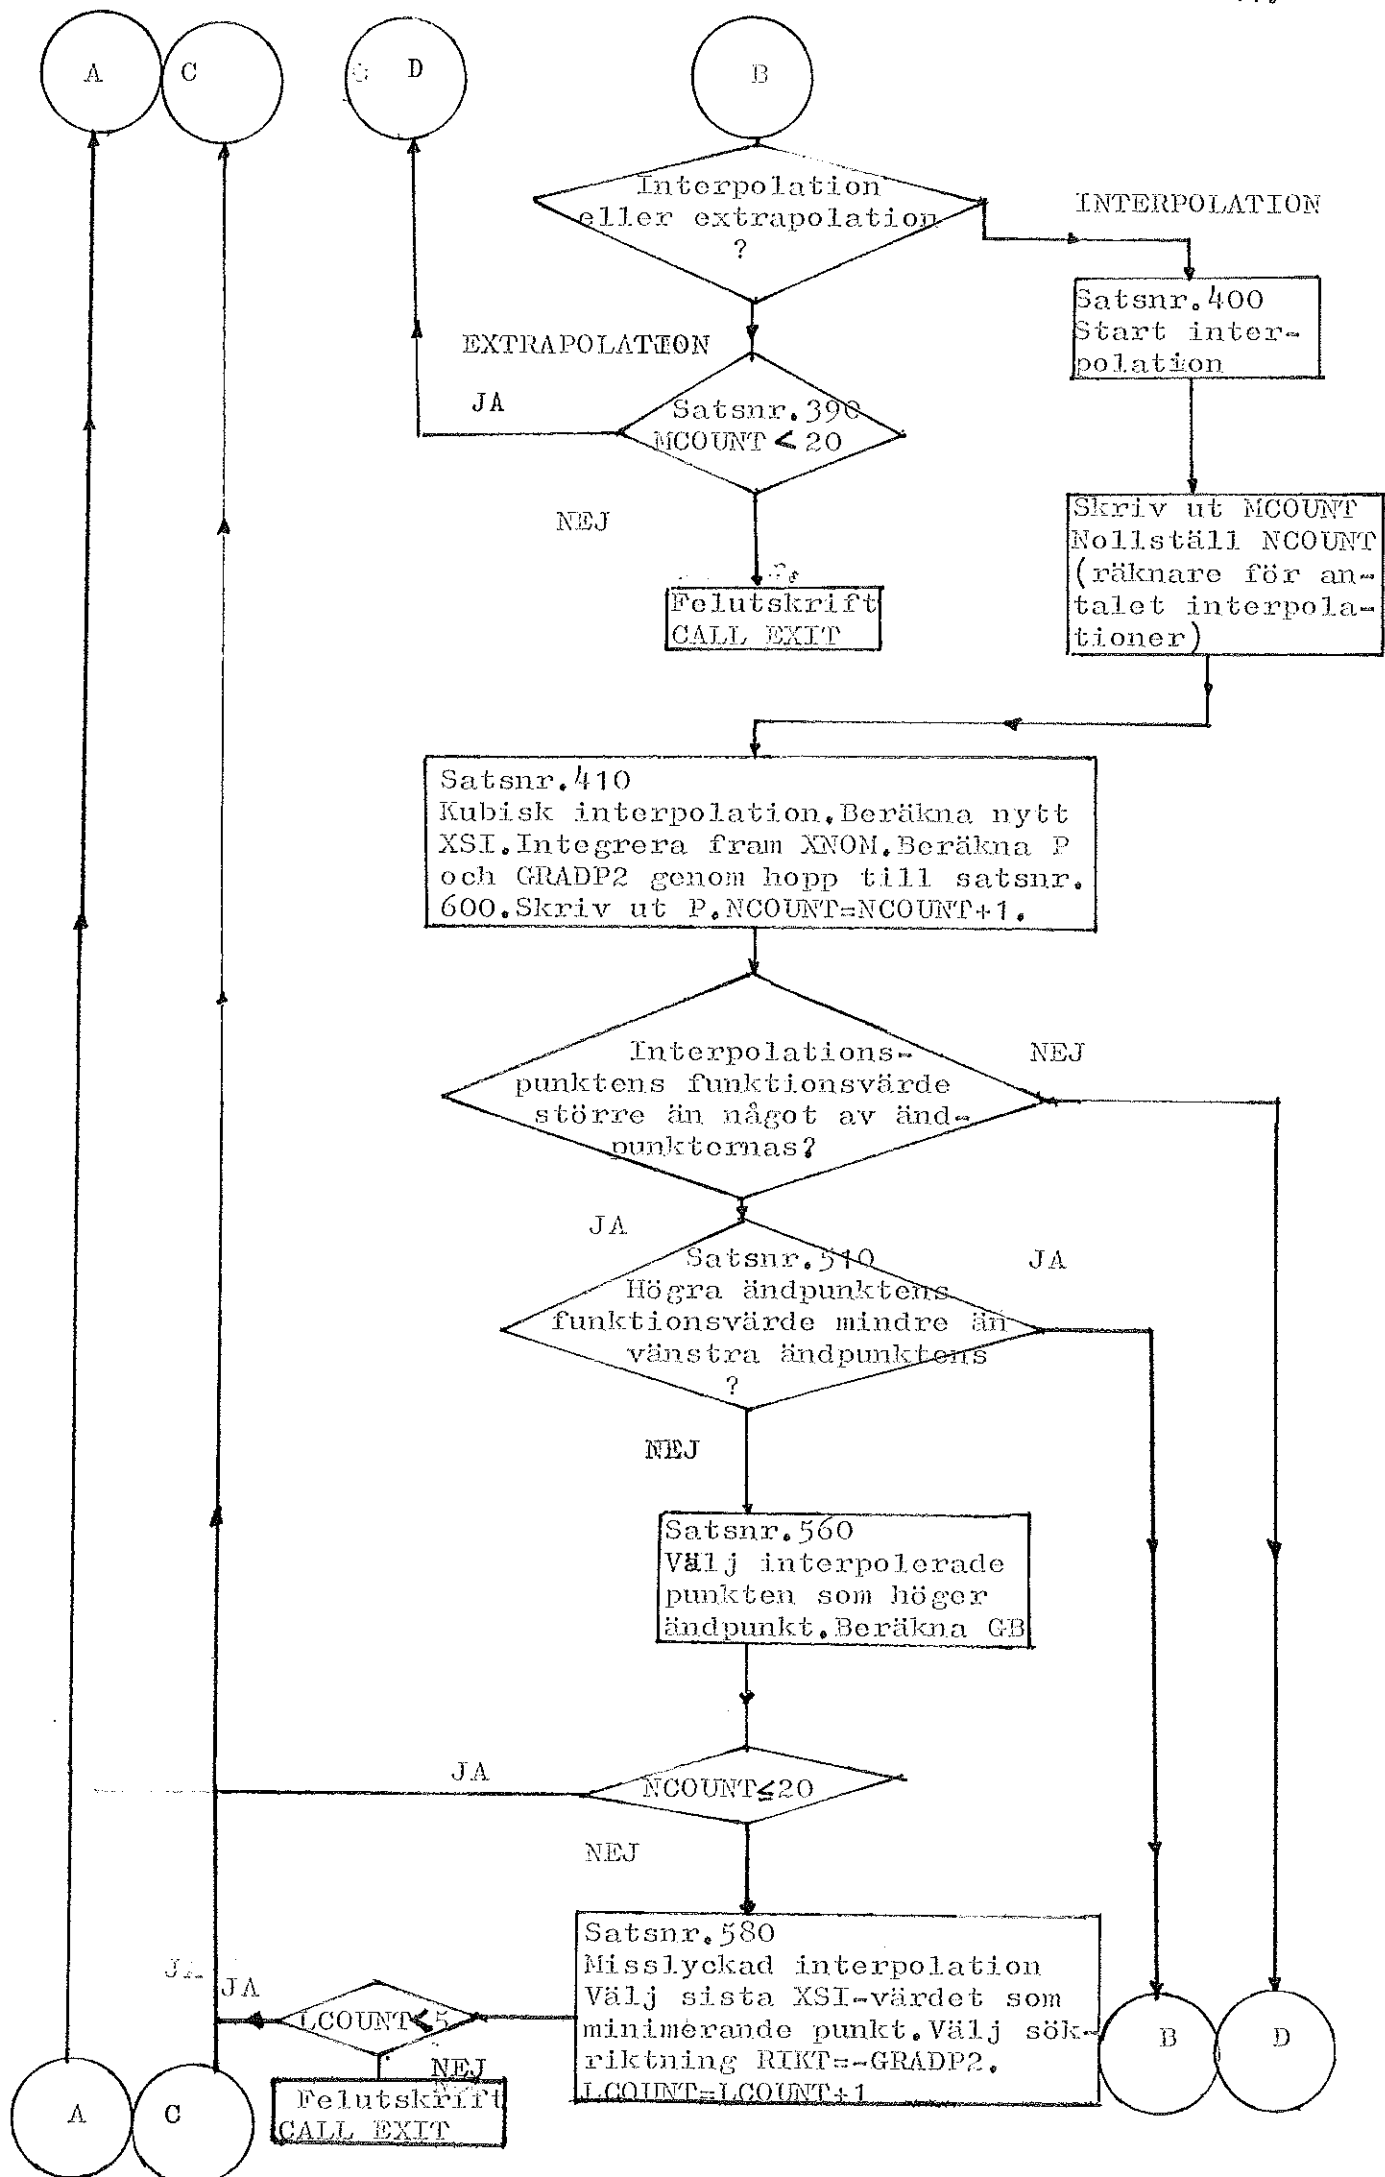 A
C
D
B
Interpolation
eller extrapolation
?
INTERPOLATION
Satsnr.400
Start inter-
polation
EXTRAPOLATION
JA
Satsnr.390
MCOUNT < 20
NEJ
Felutskrift
CALL EXIT
Skriv ut MCOUNT
Nollställ NCOUNT
(räknare för an-
talet interpola-
tioner)
Satsnr.410
Kubisk interpolation.Beräkna nytt
XSI.Integrera fram XNOM.Beräkna P
och GRADP2 genom hopp till satsnr.
600.Skriv ut P.NCOUNT=NCOUNT+1.
Interpolations-
punktens funktionsvärde
större än något av änd-
punkternas?
NEJ
JA
Satsnr.510
Högra ändpunktens
funktionsvärde mindre än
vänstra ändpunktens
?
JA
NEJ
Satsnr.560
Välj interpolerade
punkten som höger
ändpunkt.Beräkna GB
JA
NCOUNT≤20
NEJ
Satsnr.580
Misslyckad interpolation
Välj sista XSI-värdet som
minimerande punkt.Välj sök-
riktning RIKT=-GRADP2.
LCOUNT=LCOUNT+1
JA
JA
LCOUNT≤5
NEJ
Felutskrift
CALL EXIT
A
C
B
D